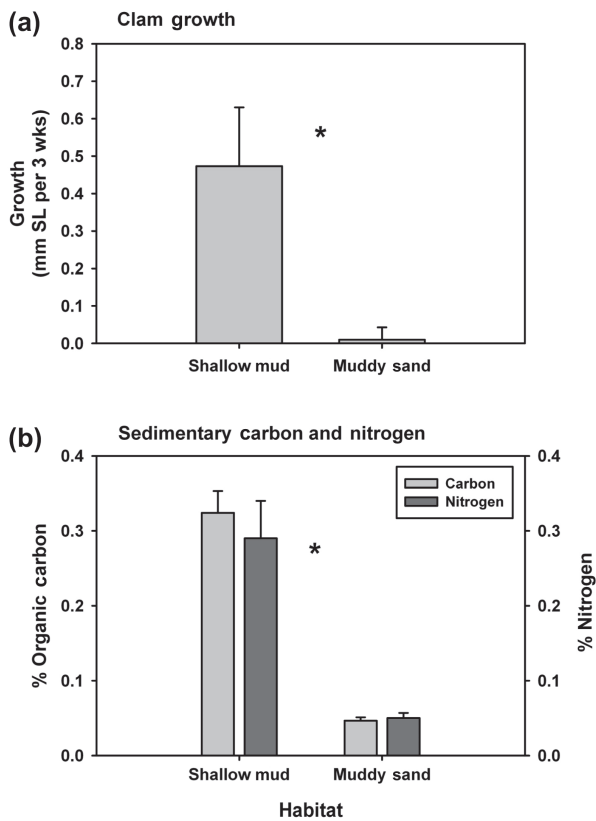 (a) Clam growth
Growth
(mm SL per 3 wks)
0.8
0.7
0.6
0.5
0.4
0.3
0.2
0.1
0.0
*
Shallow mud Muddy sand
(b) Sedimentary carbon and nitrogen
% Organic carbon
0.4
0.3
0.2
0.1
0.0
Carbon
Nitrogen
*
0.4
0.3
0.2
0.1
0.0
% Nitrogen
Shallow mud Muddy sand
Habitat